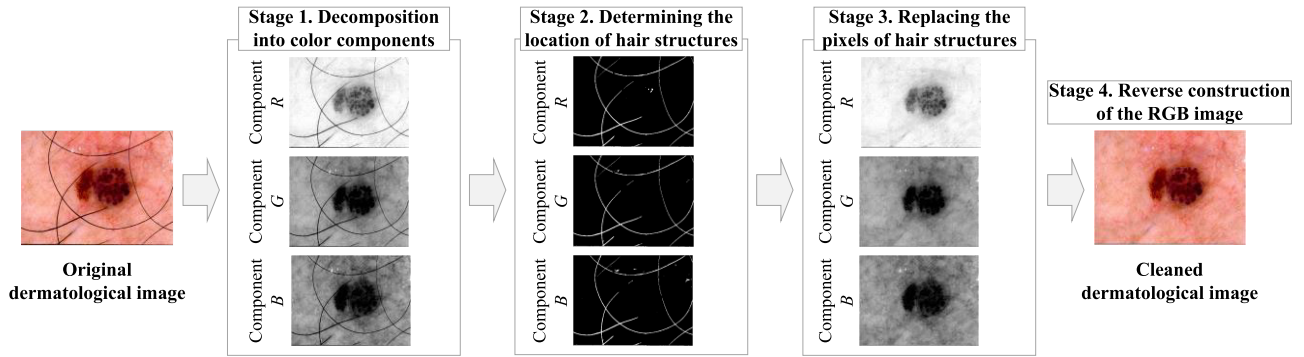 Original
dermatological image
Stage 1. Decomposition
into color components
Component
R
Component
G
Component
B
Stage 2. Determining the
location of hair structures
Component
R
Component
G
Component
B
Stage 3. Replacing the
pixels of hair structures
Component
R
Component
G
Component
B
Stage 4. Reverse construction
of the RGB image
Cleaned
dermatological image